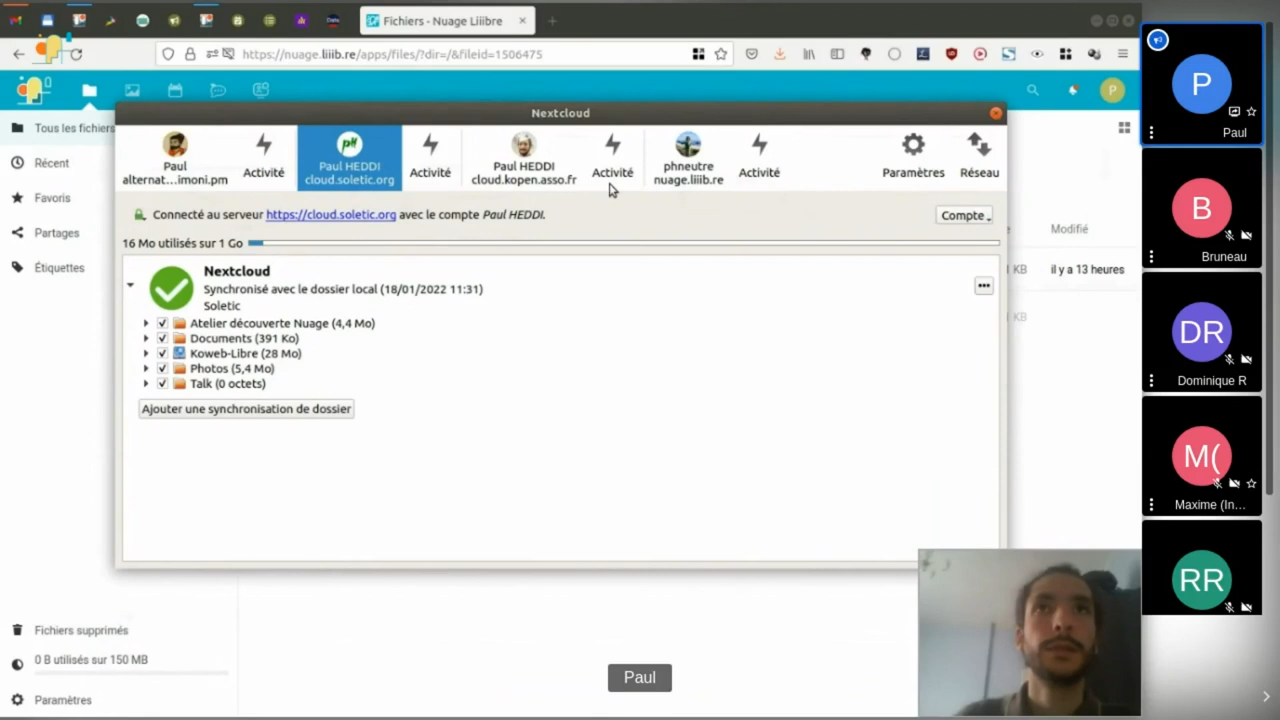 Fichiers - Nuage Liiibre
https://nuage.liiib.re/apps/files/?dir=/&fileid=1506475
P
Tous les fichiers
Récent
Favoris
Partages
Étiquettes
Fichiers supprimés
0 B utilisés sur 150 MB
Paramètres
Nextcloud
Paul
alternat...imoni.pm
Activité
pH
Paul HEDDI
cloud.soletic.org
Activité
Paul HEDDI
cloud.kopen.asso.fr
Activité
phneutre
nuage.liiib.re
Activité
Paramètres
Réseau
Connecté au serveur https://cloud.soletic.org avec le compte Paul HEDDI.
Compte
16 Mo utilisés sur 1 Go
Nextcloud
Synchronisé avec le dossier local (18/01/2022 11:31)
Soletic
Atelier découverte Nuage (4,4 Mo)
Documents (391 Ko)
Koweb-Libre (28 Mo)
Photos (5,4 Mo)
Talk (0 octets)
Ajouter une synchronisation de dossier
Modifié
KB
il y a 13 heures
KB
Paul
P
Paul
B
Bruneau
DR
Dominique R
M(
Maxime (In...
RR